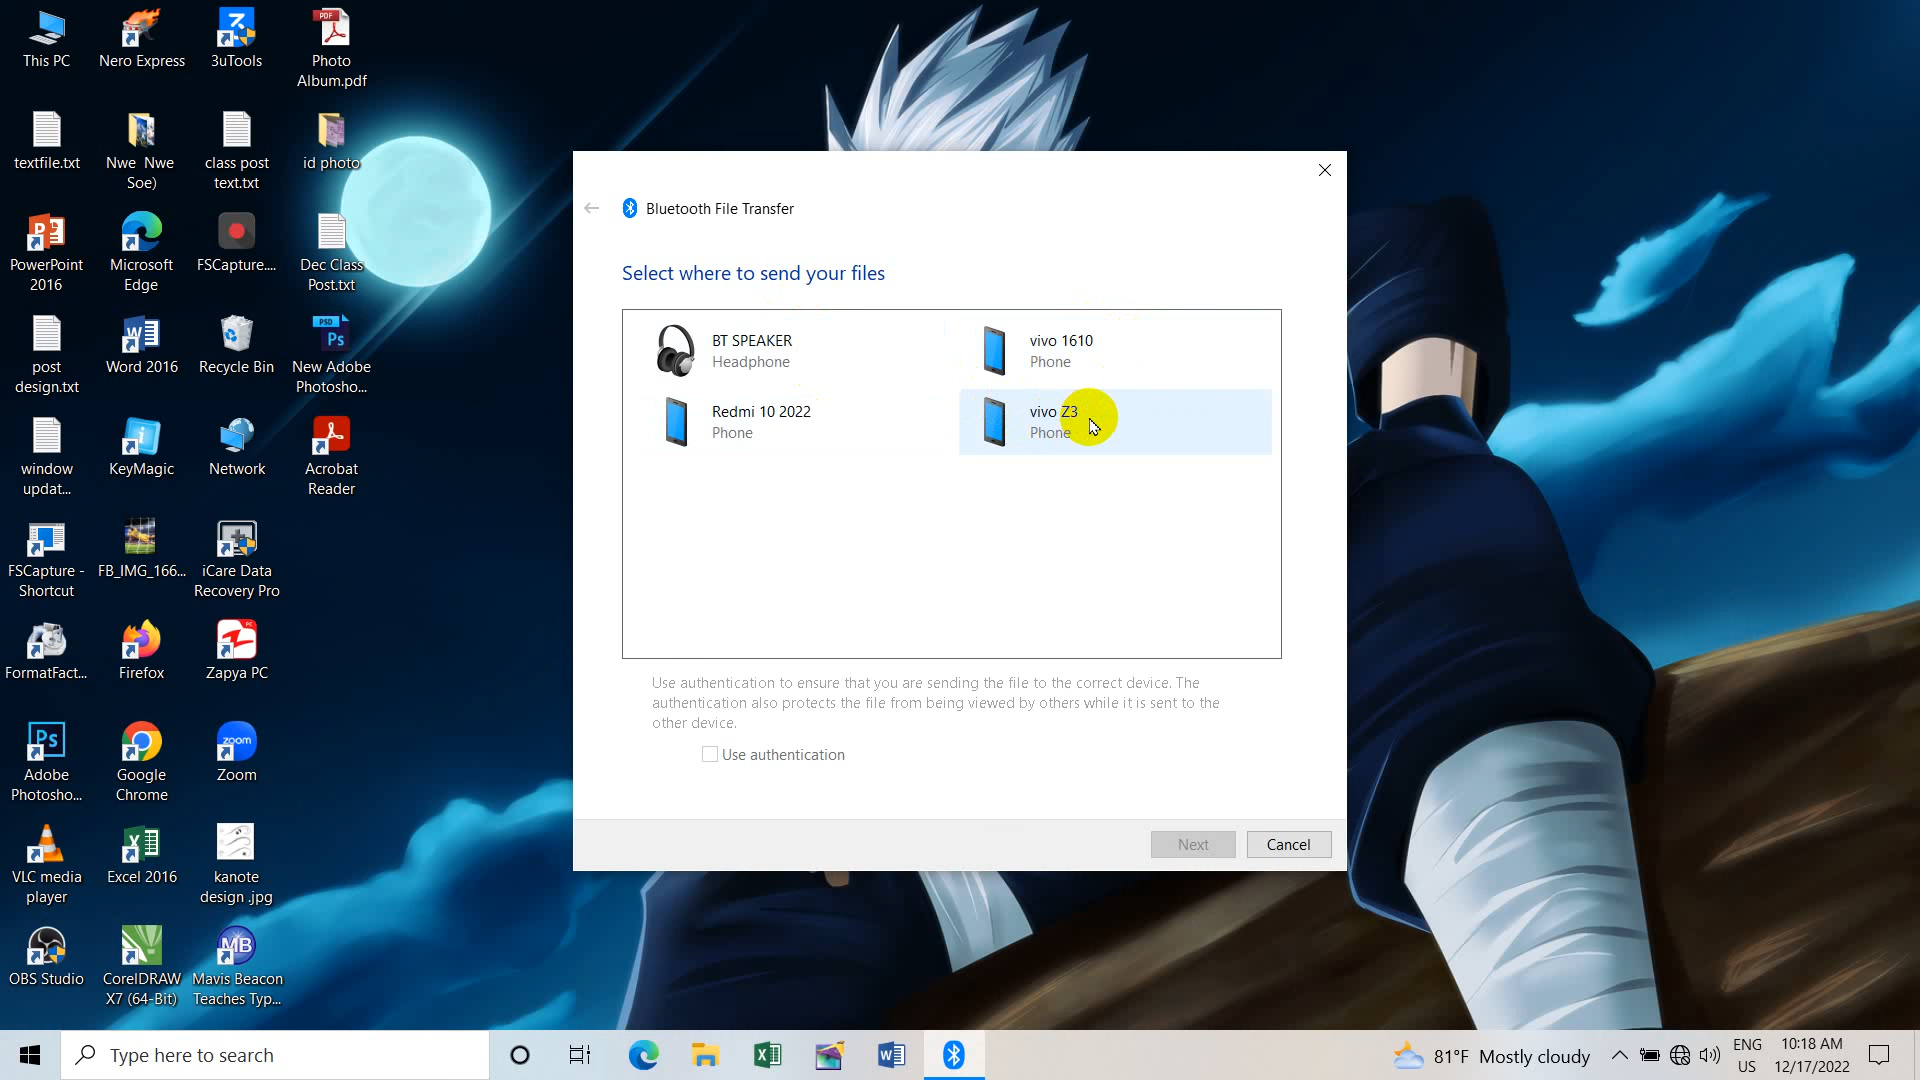 This PC
Nero Express
3uTools
Photo
Album.pdf
textfile.txt
Nwe Nwe
Soe)
class post
text.txt
id photo
PowerPoint
2016
Microsoft
Edge
FSCapture....
Dec Class
Post.txt
post
design.txt
Word 2016
Recycle Bin
New Adobe
Photosho...
window
updat...
KeyMagic
Network
Acrobat
Reader
FSCapture -
Shortcut
FB_IMG_166...
iCare Data
Recovery Pro
FormatFact...
Firefox
Zapya PC
Adobe
Photosho...
Google
Chrome
Zoom
VLC media
player
Excel 2016
kanote
design .jpg
OBS Studio
CorelDRAW
X7 (64-Bit)
Mavis Beacon
Teaches Typ...
PDF
PSD
Ps
Ps
PC
zoom
MB
Bluetooth File Transfer
Select where to send your files
BT SPEAKER
Headphone
vivo 1610
Phone
Redmi 10 2022
Phone
vivo Z3
Phone
Use authentication to ensure that you are sending the file to the correct device. The
authentication also protects the file from being viewed by others while it is sent to the
other device.
Use authentication
Next
Cancel
Type here to search
81°F Mostly cloudy
ENG
US
10:18 AM
12/17/2022